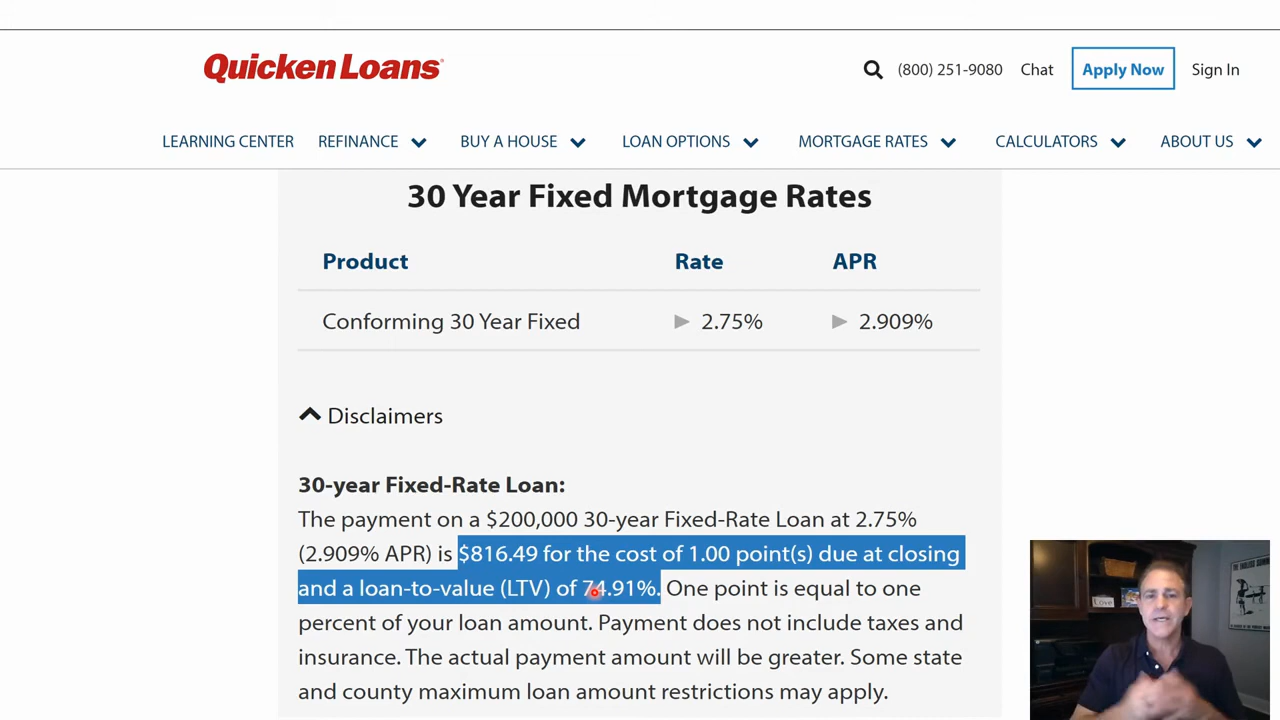 Quicken Loans
(800) 251-9080 Chat Apply Now Sign In
LEARNING CENTER REFINANCE BUY A HOUSE LOAN OPTIONS MORTGAGE RATES CALCULATORS ABOUT US
30 Year Fixed Mortgage Rates
Product Rate APR
Conforming 30 Year Fixed 2.75% 2.909%
Disclaimers
30-year Fixed-Rate Loan:
The payment on a $200,000 30-year Fixed-Rate Loan at 2.75%
(2.909% APR) is $816.49 for the cost of 1.00 point(s) due at closing
and a loan-to-value (LTV) of 74.91%. One point is equal to one
percent of your loan amount. Payment does not include taxes and
insurance. The actual payment amount will be greater. Some state
and county maximum loan amount restrictions may apply.
THE ENDLESS SUMMER
Love